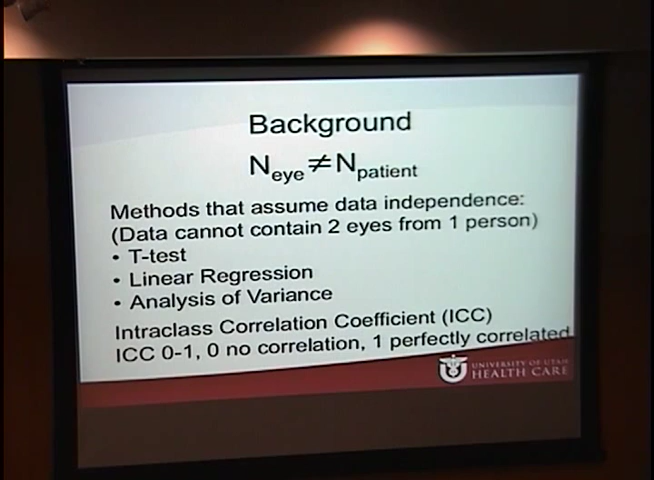 Background
N eye ≠ N patient
Methods that assume data independence:
(Data cannot contain 2 eyes from 1 person)
• T-test
• Linear Regression
• Analysis of Variance
Intraclass Correlation Coefficient (ICC)
ICC 0-1, 0 no correlation, 1 perfectly correlated
UNIVERSITY OF UTAH
HEALTH CARE